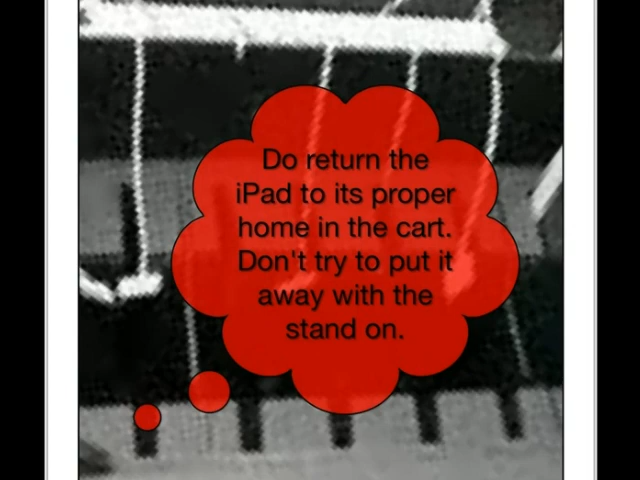 Do return the
iPad to its proper
home in the cart.
Don't try to put it
away with the
stand on.